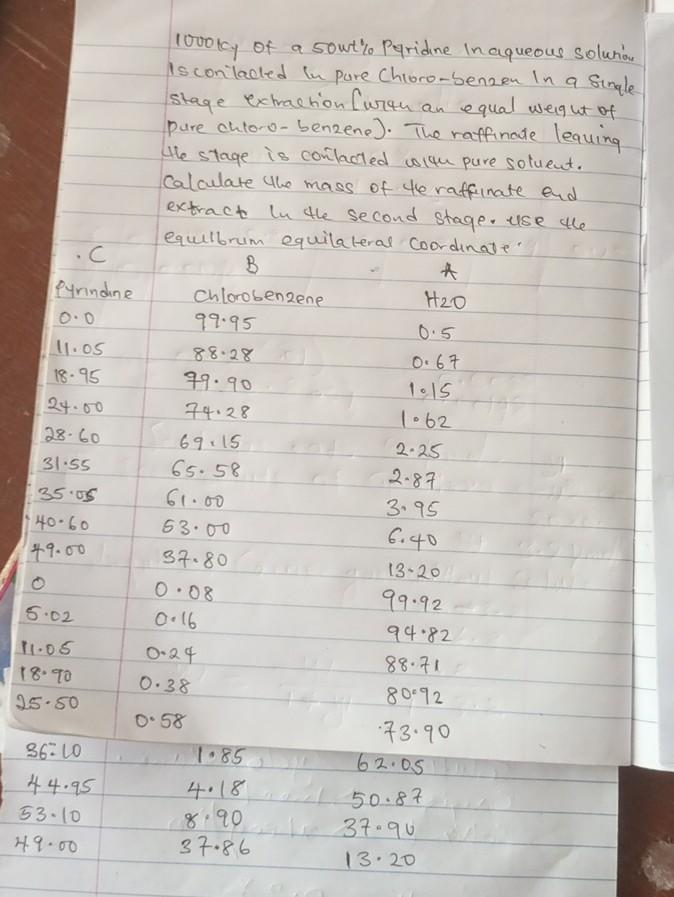 1000kg of a 50wt% Pyridine In aqueous solution
Is contacted in pure Chloro-benzen In a Single
stage extraction (with an equal weight of
pure chloro-benzene). The raffinate leaving
the stage is contacted with pure solvent.
Calculate the mass of the raffinate and
extract In the second stage. use the
equilbrum equilateral coordinate.
. C B A
Pyrindine Chlorobenzene H2O
0.0 99.95 0.5
11.05 88.28 0.67
18.95 79.90 1.15
24.00 74.28 1.62
28.60 69.15 2.25
31.55 65.58 2.87
35.05 61.00 3.95
40.60 53.00 6.40
49.00 37.80 13.20
0 0.08 99.92
5.02 0.16 94.82
11.05 0.24 88.71
18.90 0.38 80.92
25.50 0.58 73.90
36.10 1.85 62.05
44.95 4.18 50.87
53.10 8.90 37.90
49.00 37.86 13.20